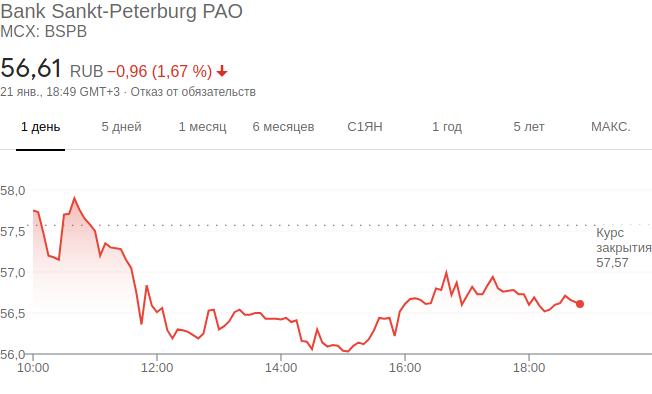 Bank Sankt-Peterburg PAO
MCX: BSPB
56,61 RUB −0,96 (1,67 %)
21 янв., 18:49 GMT+3 · Отказ от обязательств
1 день 5 дней 1 месяц 6 месяцев С1ЯН 1 год 5 лет МАКС.
58,0
57,5
Курс
закрытия
57,57
57,0
56,5
56,0
10:00 12:00 14:00 16:00 18:00